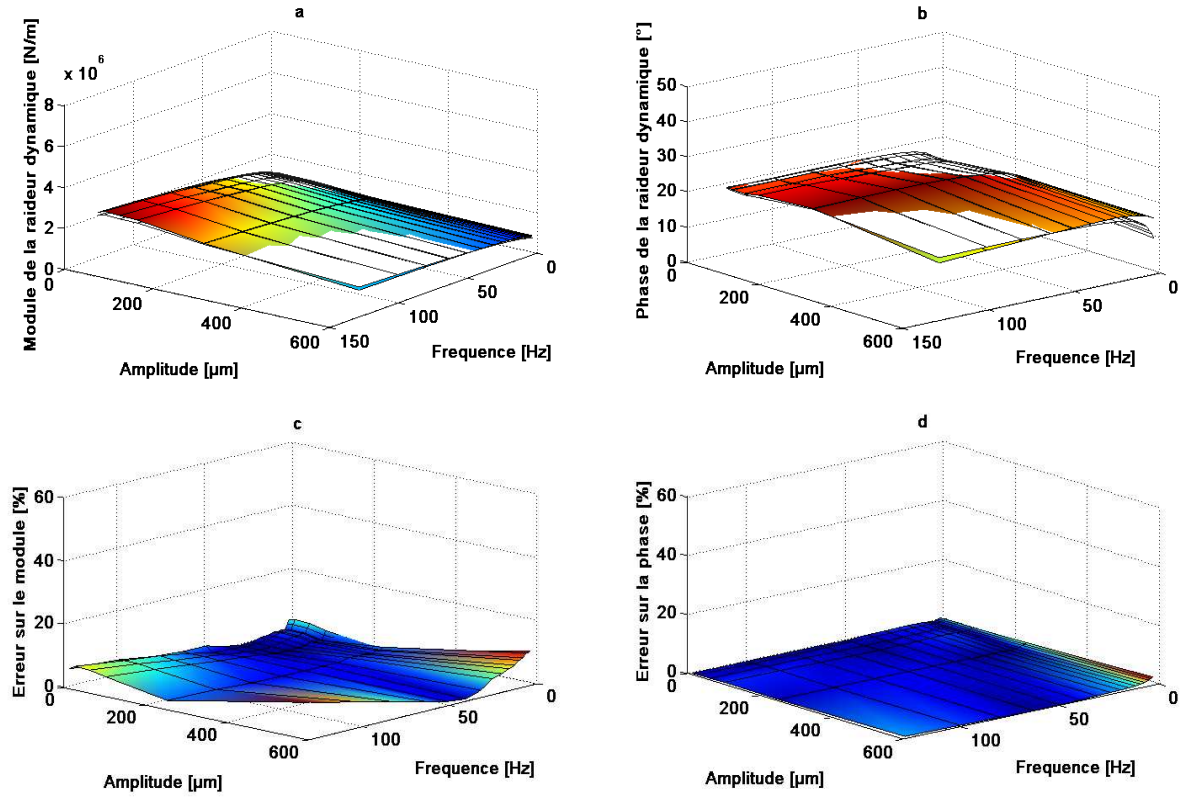 a
x 10^6
Module de la raideur dynamique [N/m]
8
6
4
2
0
0
200
400
600
Amplitude [µm]
150
100
50
0
Frequence [Hz]
b
Phase de la raideur dynamique [°]
50
40
30
20
10
0
0
200
400
600
Amplitude [µm]
150
100
50
0
Frequence [Hz]
c
Erreur sur le module [%]
60
40
20
0
0
200
400
600
Amplitude [µm]
100
50
0
Frequence [Hz]
d
Erreur sur la phase [%]
60
40
20
0
0
200
400
600
Amplitude [µm]
100
50
0
Frequence [Hz]